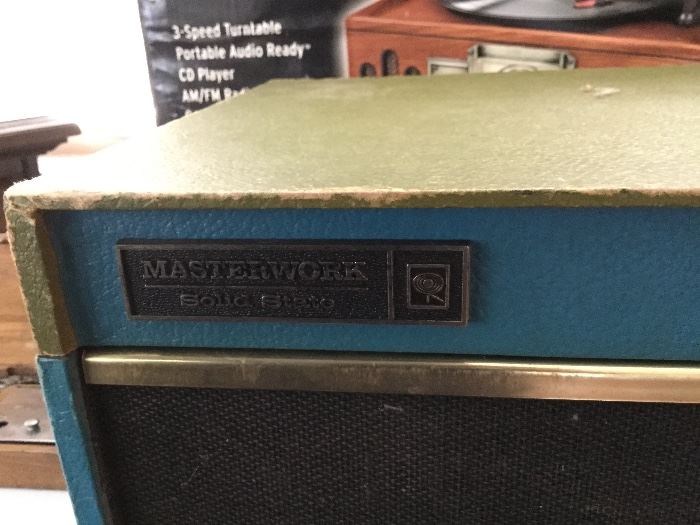 3-Speed Turntable
Portable Audio Ready
CD Player
AM/FM
MASTERWORK
Solid State